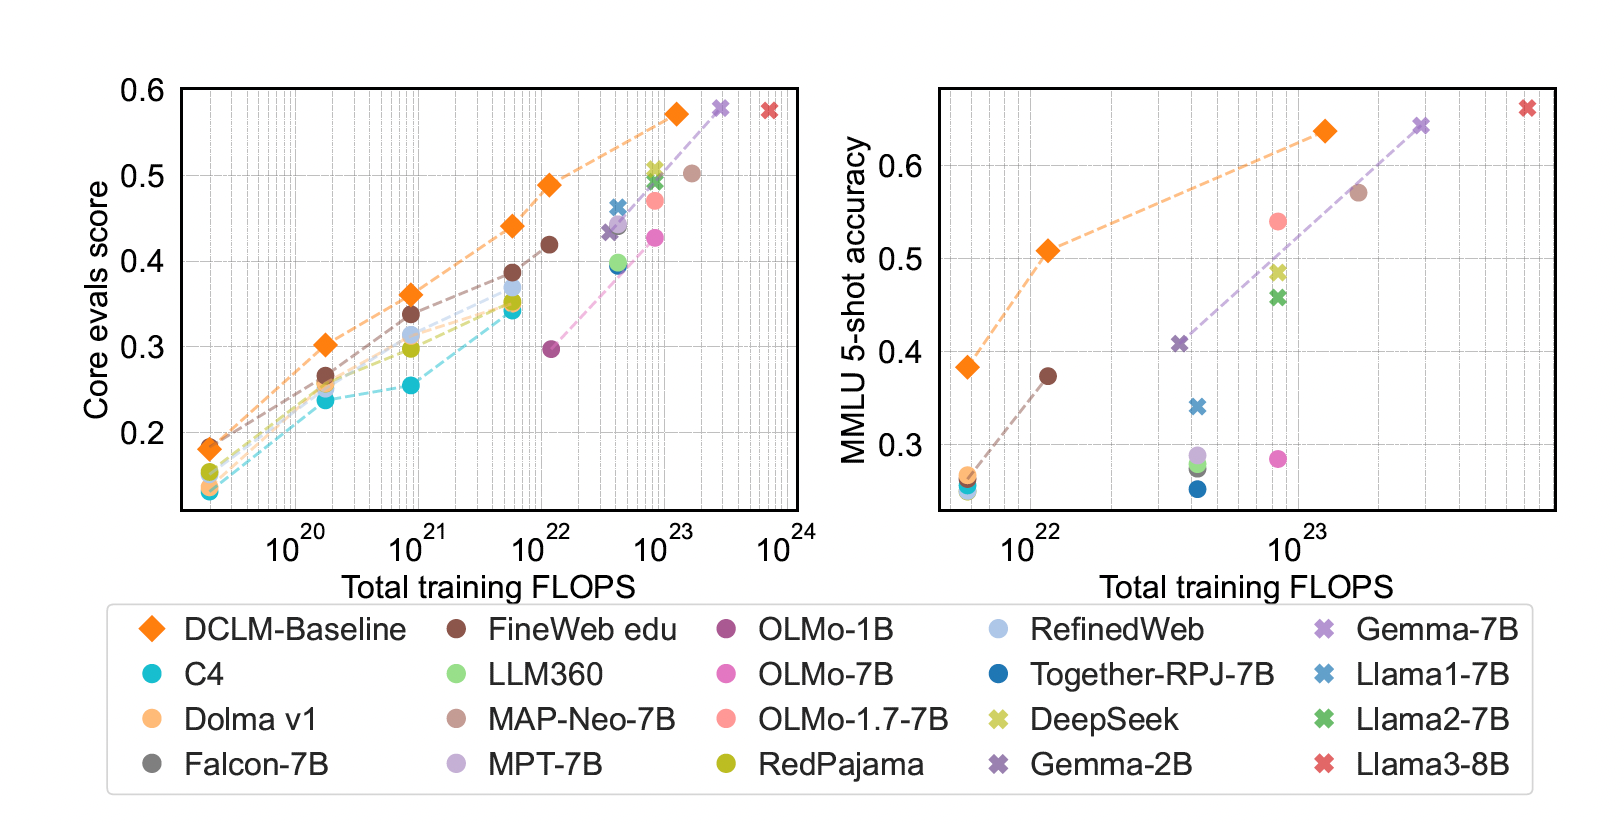 0.6
0.5
0.4
0.3
0.2
Core evals score
10^20 10^21 10^22 10^23 10^24
Total training FLOPS
0.6
0.5
0.4
0.3
MMLU 5-shot accuracy
10^22 10^23
Total training FLOPS
DCLM-Baseline FineWeb edu OLMo-1B RefinedWeb Gemma-7B
C4 LLM360 OLMo-7B Together-RPJ-7B Llama1-7B
Dolma v1 MAP-Neo-7B OLMo-1.7-7B DeepSeek Llama2-7B
Falcon-7B MPT-7B RedPajama Gemma-2B Llama3-8B